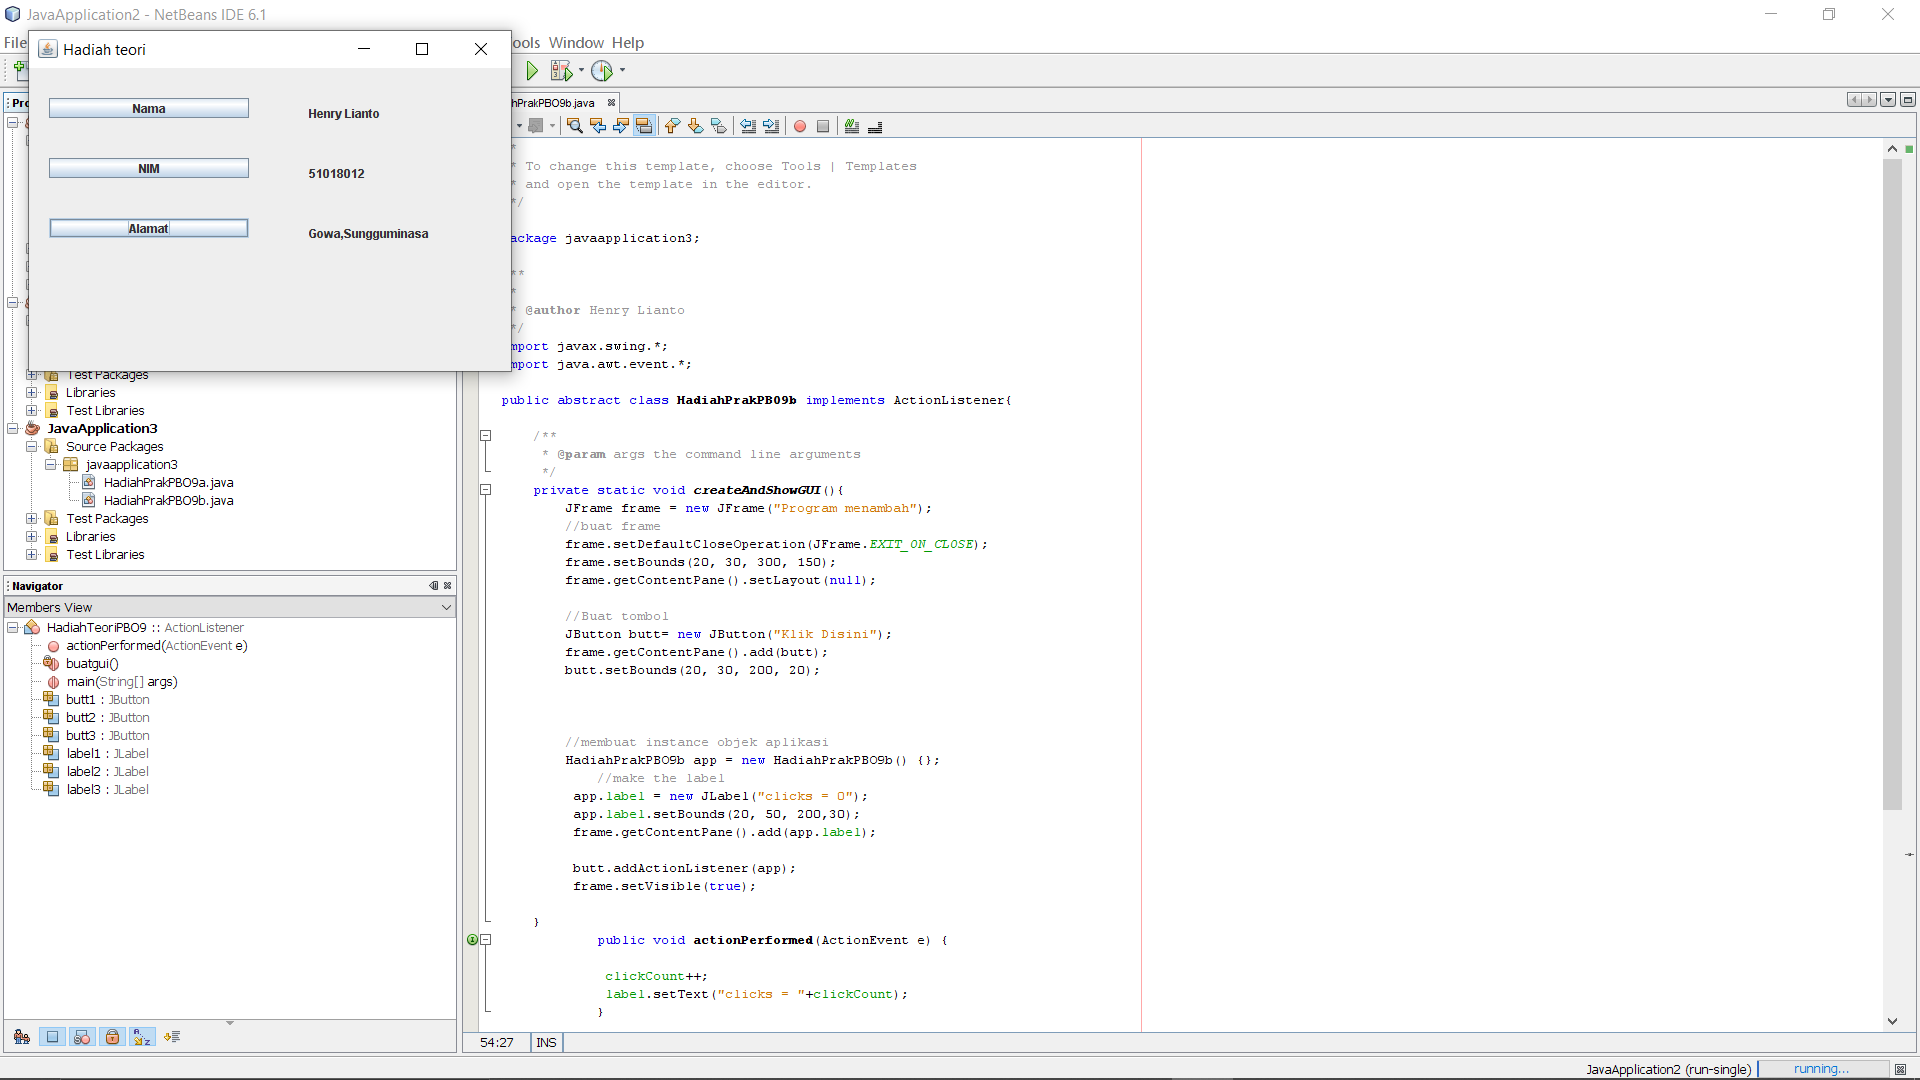 JavaApplication2 - NetBeans IDE 6.1
File
ools Window Help
Hadiah teori
Nama
Henry Lianto
NIM
51018012
Alamat
Gowa,Sungguminasa
Pro
Test Packages
Libraries
Test Libraries
JavaApplication3
Source Packages
javaapplication3
HadiahPrakPBO9a.java
HadiahPrakPBO9b.java
Test Packages
Libraries
Test Libraries
Navigator
Members View
HadiahTeoriPBO9 :: ActionListener
actionPerformed(ActionEvent e)
buatgui()
main(String[] args)
butt1 : JButton
butt2 : JButton
butt3 : JButton
label1 : JLabel
label2 : JLabel
label3 : JLabel
hPrakPBO9b.java
*
* To change this template, choose Tools | Templates
* and open the template in the editor.
*/
ackage javaapplication3;
**
*
* @author Henry Lianto
*/
mport javax.swing.*;
mport java.awt.event.*;
public abstract class HadiahPrakPBO9b implements ActionListener{
/**
* @param args the command line arguments
*/
private static void createAndShowGUI(){
JFrame frame = new JFrame("Program menambah");
//buat frame
frame.setDefaultCloseOperation(JFrame.EXIT_ON_CLOSE);
frame.setBounds(20, 30, 300, 150);
frame.getContentPane().setLayout(null);
//Buat tombol
JButton butt= new JButton("Klik Disini");
frame.getContentPane().add(butt);
butt.setBounds(20, 30, 200, 20);
//membuat instance objek aplikasi
HadiahPrakPBO9b app = new HadiahPrakPBO9b() {};
//make the label
app.label = new JLabel("clicks = 0");
app.label.setBounds(20, 50, 200,30);
frame.getContentPane().add(app.label);
butt.addActionListener(app);
frame.setVisible(true);
}
public void actionPerformed(ActionEvent e) {
clickCount++;
label.setText("clicks = "+clickCount);
}
54:27 INS
JavaApplication2 (run-single) running...